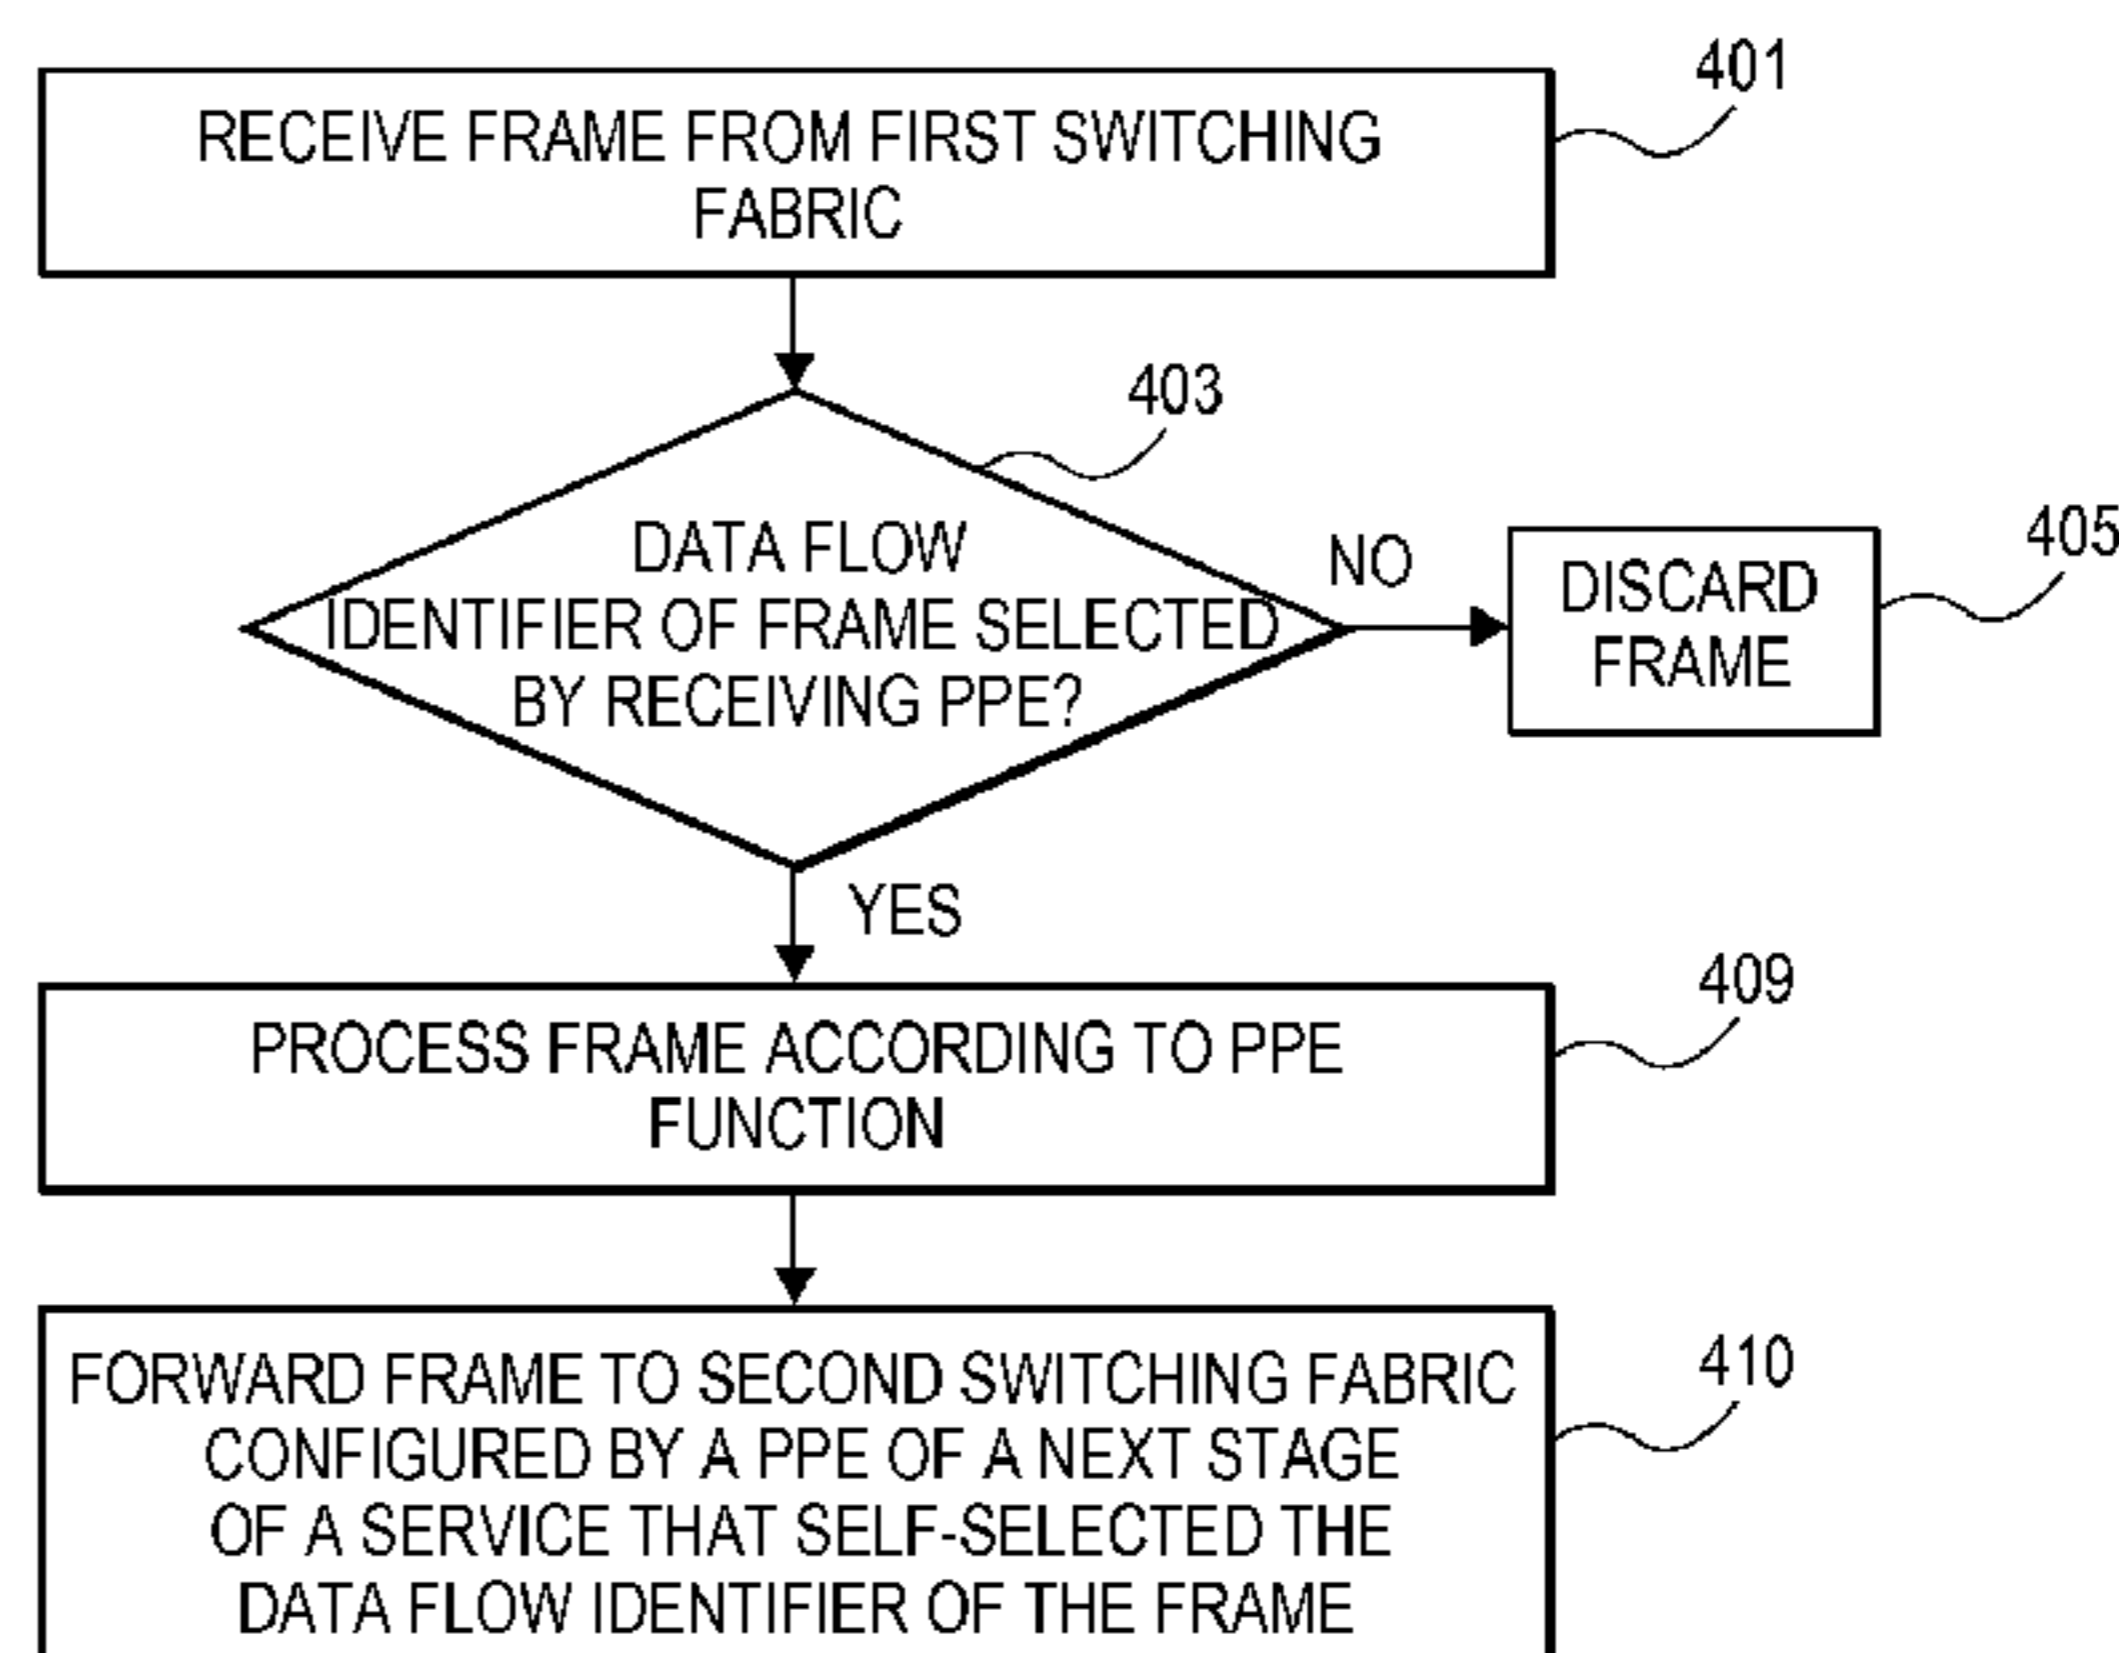 401
RECEIVE FRAME FROM FIRST SWITCHING
FABRIC
403
DATA FLOW
IDENTIFIER OF FRAME SELECTED
BY RECEIVING PPE?
NO
405
DISCARD
FRAME
YES
409
PROCESS FRAME ACCORDING TO PPE
FUNCTION
410
FORWARD FRAME TO SECOND SWITCHING FABRIC
CONFIGURED BY A PPE OF A NEXT STAGE
OF A SERVICE THAT SELF-SELECTED THE
DATA FLOW IDENTIFIER OF THE FRAME